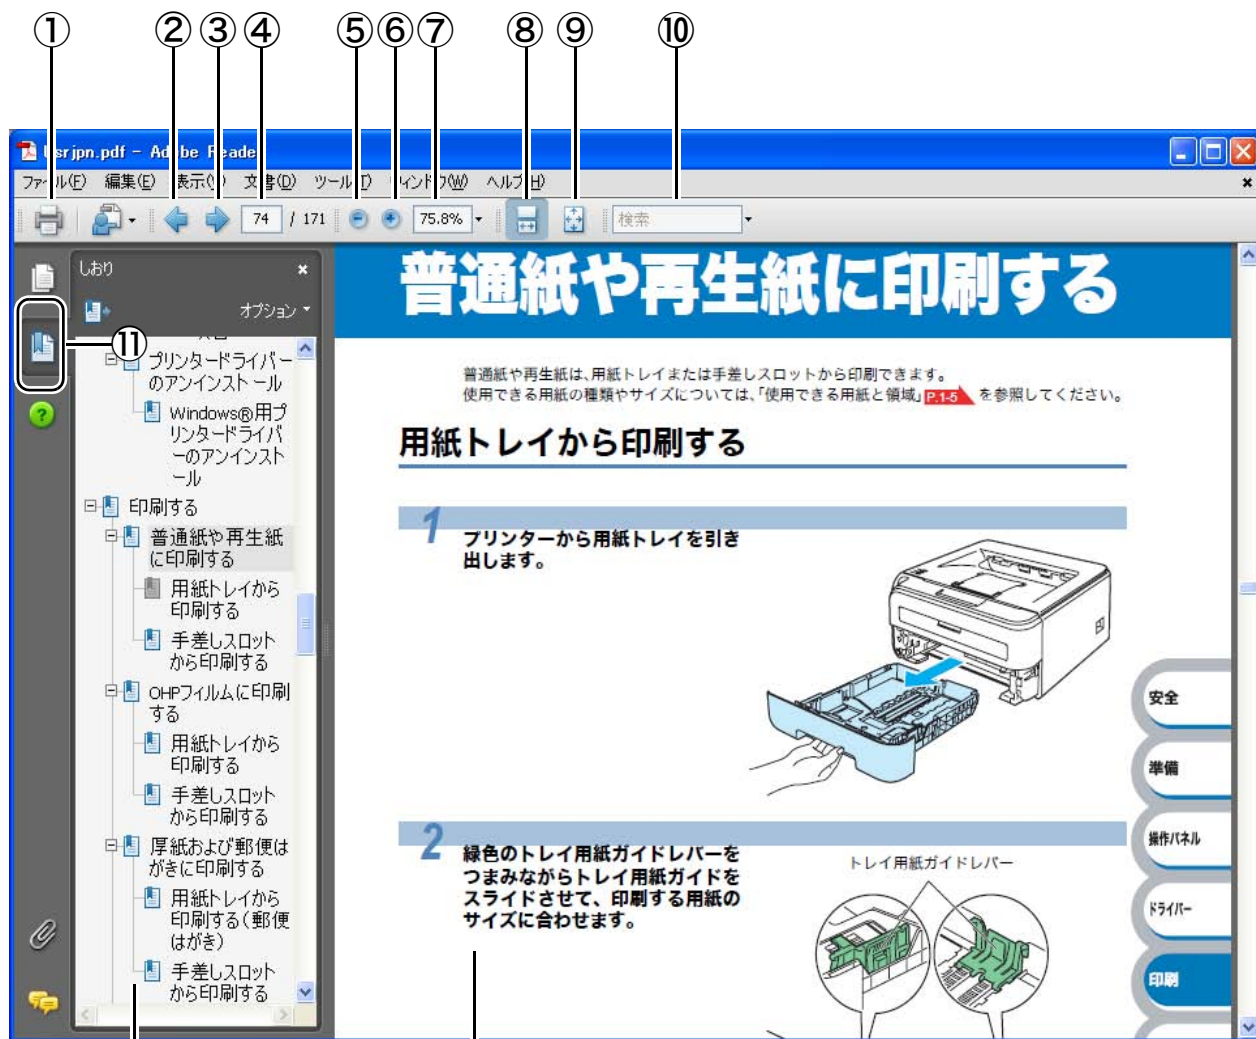 ① ② ③ ④ ⑤ ⑥ ⑦ ⑧ ⑨ ⑩
Usrjpn.pdf - Adobe Reader
ファイル(F) 編集(E) 表示(V) 文書(D) ツール(T) ウィンドウ(W) ヘルプ(H)
74 / 171 75.8% 検索
しおり
オプション
⑪
プリンタードライバー
のアンインストール
Windows®用プ
リンタードライバ
ーのアンインスト
ール
印刷する
普通紙や再生紙
に印刷する
用紙トレイから
印刷する
手差しスロット
から印刷する
OHPフィルムに印刷
する
用紙トレイから
印刷する
手差しスロット
から印刷する
厚紙および郵便は
がきに印刷する
用紙トレイから
印刷する(郵便
はがき)
手差しスロット
から印刷する
普通紙や再生紙に印刷する
普通紙や再生紙は、用紙トレイまたは手差しスロットから印刷できます。
使用できる用紙の種類やサイズについては、「使用できる用紙と領域」P.1-5 を参照してください。
用紙トレイから印刷する
1
プリンターから用紙トレイを引き
出します。
2
緑色のトレイ用紙ガイドレバーを
つまみながらトレイ用紙ガイドを
スライドさせて、印刷する用紙の
サイズに合わせます。
トレイ用紙ガイドレバー
安全
準備
操作パネル
ドライバー
印刷